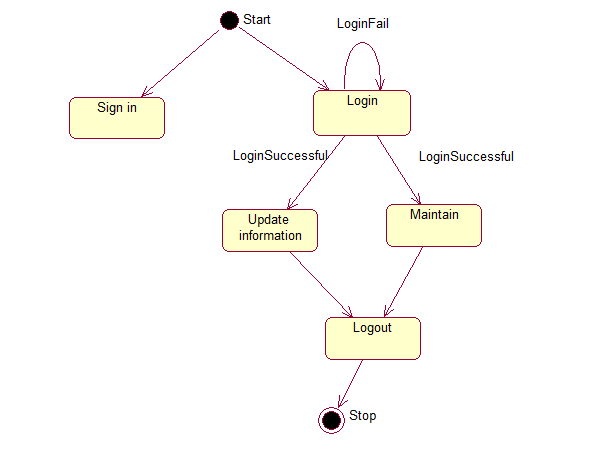 Start
LoginFail
Sign in
Login
LoginSuccessful
LoginSuccessful
Update
information
Maintain
Logout
Stop